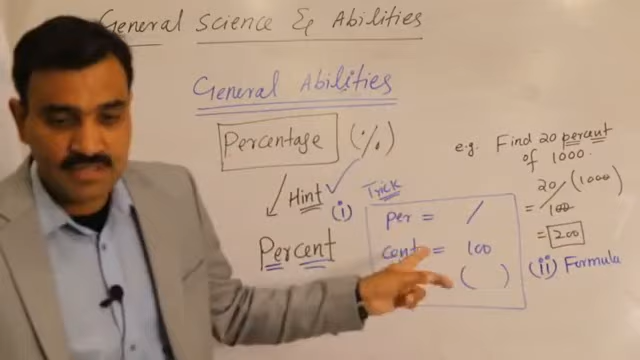 General Science & Abilities
General Abilities
Percentage (%)
Hint
Percent
(i) Trick
per = /
cent = 100
( )
e.g. Find 20 percent
of 1000.
20/100 (1000)
= 200
(ii) Formula